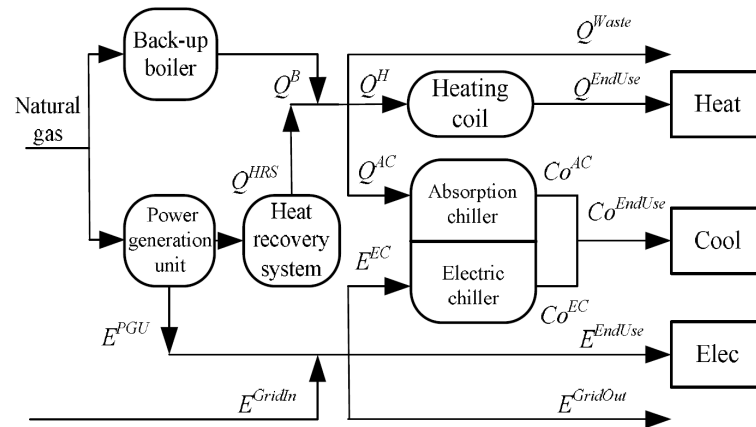 Back-up
boiler
Natural
gas
Q^B
Q^H
Q^Waste
Heating
coil
Q^EndUse
Heat
Q^HRS
Q^AC
Power
generation
unit
Heat
recovery
system
Absorption
chiller
Electric
chiller
Co^AC
Co^EndUse
Cool
E^EC
Co^EC
E^PGU
E^EndUse
Elec
E^GridIn
E^GridOut